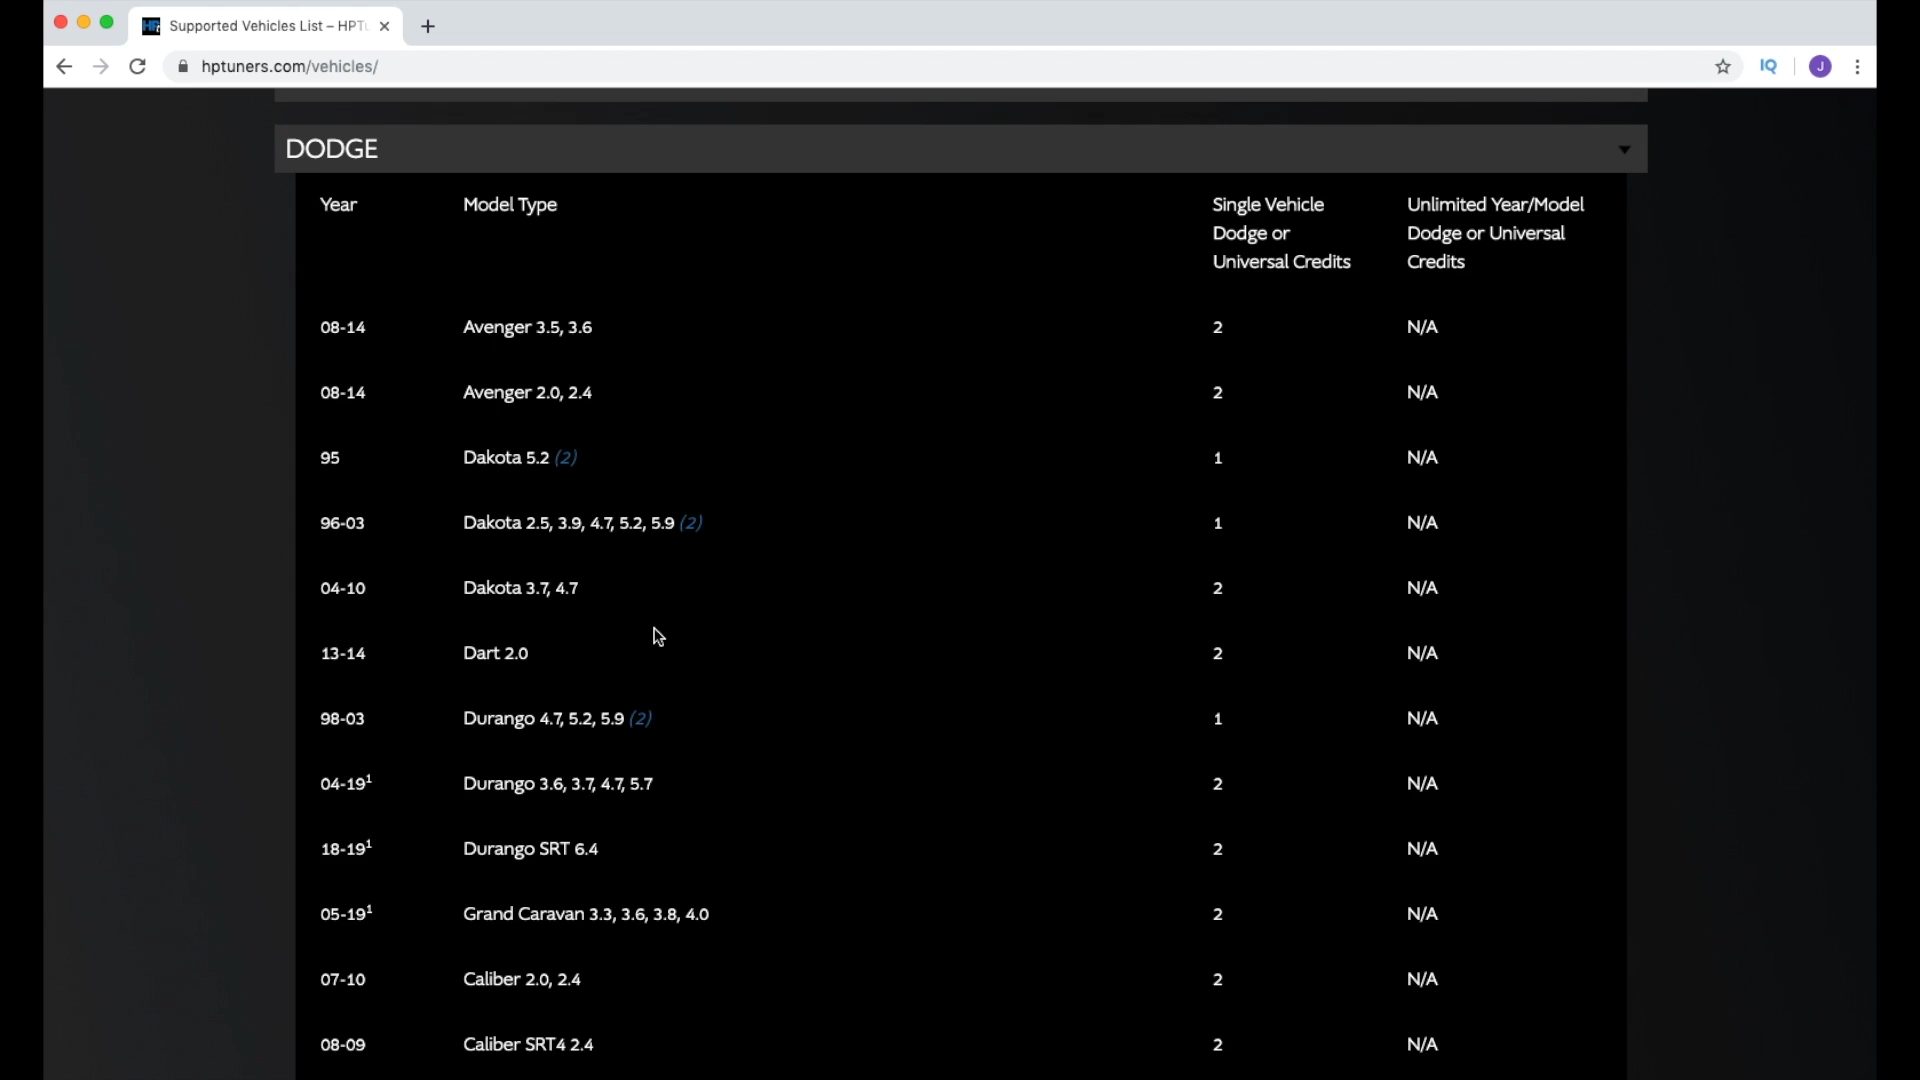 Supported Vehicles List – HPTu
hptuners.com/vehicles/
IQ
J
DODGE
Year Model Type Single Vehicle Dodge or Universal Credits Unlimited Year/Model Dodge or Universal Credits
08-14 Avenger 3.5, 3.6 2 N/A
08-14 Avenger 2.0, 2.4 2 N/A
95 Dakota 5.2 (2) 1 N/A
96-03 Dakota 2.5, 3.9, 4.7, 5.2, 5.9 (2) 1 N/A
04-10 Dakota 3.7, 4.7 2 N/A
13-14 Dart 2.0 2 N/A
98-03 Durango 4.7, 5.2, 5.9 (2) 1 N/A
04-19¹ Durango 3.6, 3.7, 4.7, 5.7 2 N/A
18-19¹ Durango SRT 6.4 2 N/A
05-19¹ Grand Caravan 3.3, 3.6, 3.8, 4.0 2 N/A
07-10 Caliber 2.0, 2.4 2 N/A
08-09 Caliber SRT4 2.4 2 N/A